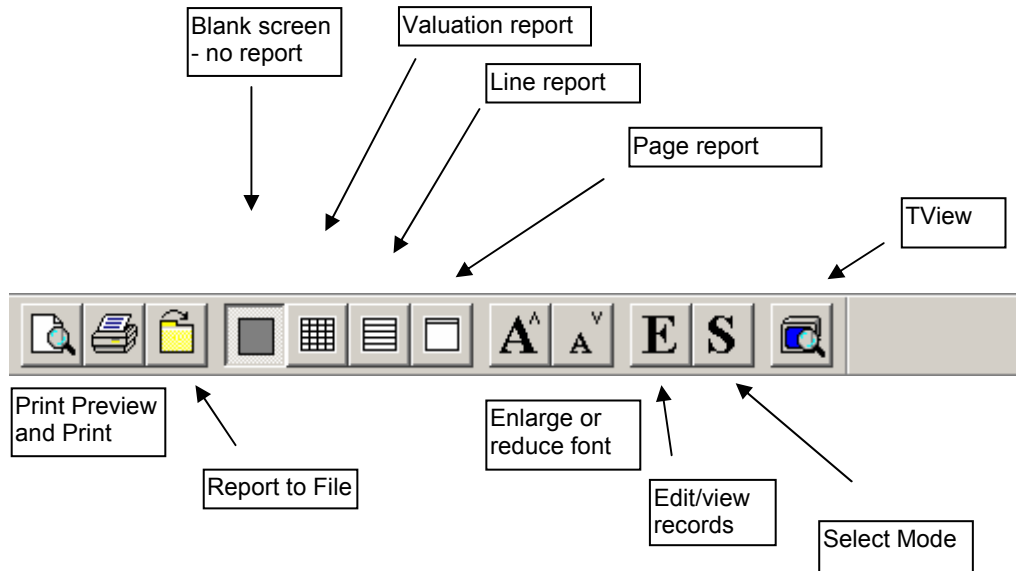 Blank screen
- no report
Valuation report
Line report
Page report
TView
A^
A˅
E
S
Print Preview
and Print
Report to File
Enlarge or
reduce font
Edit/view
records
Select Mode